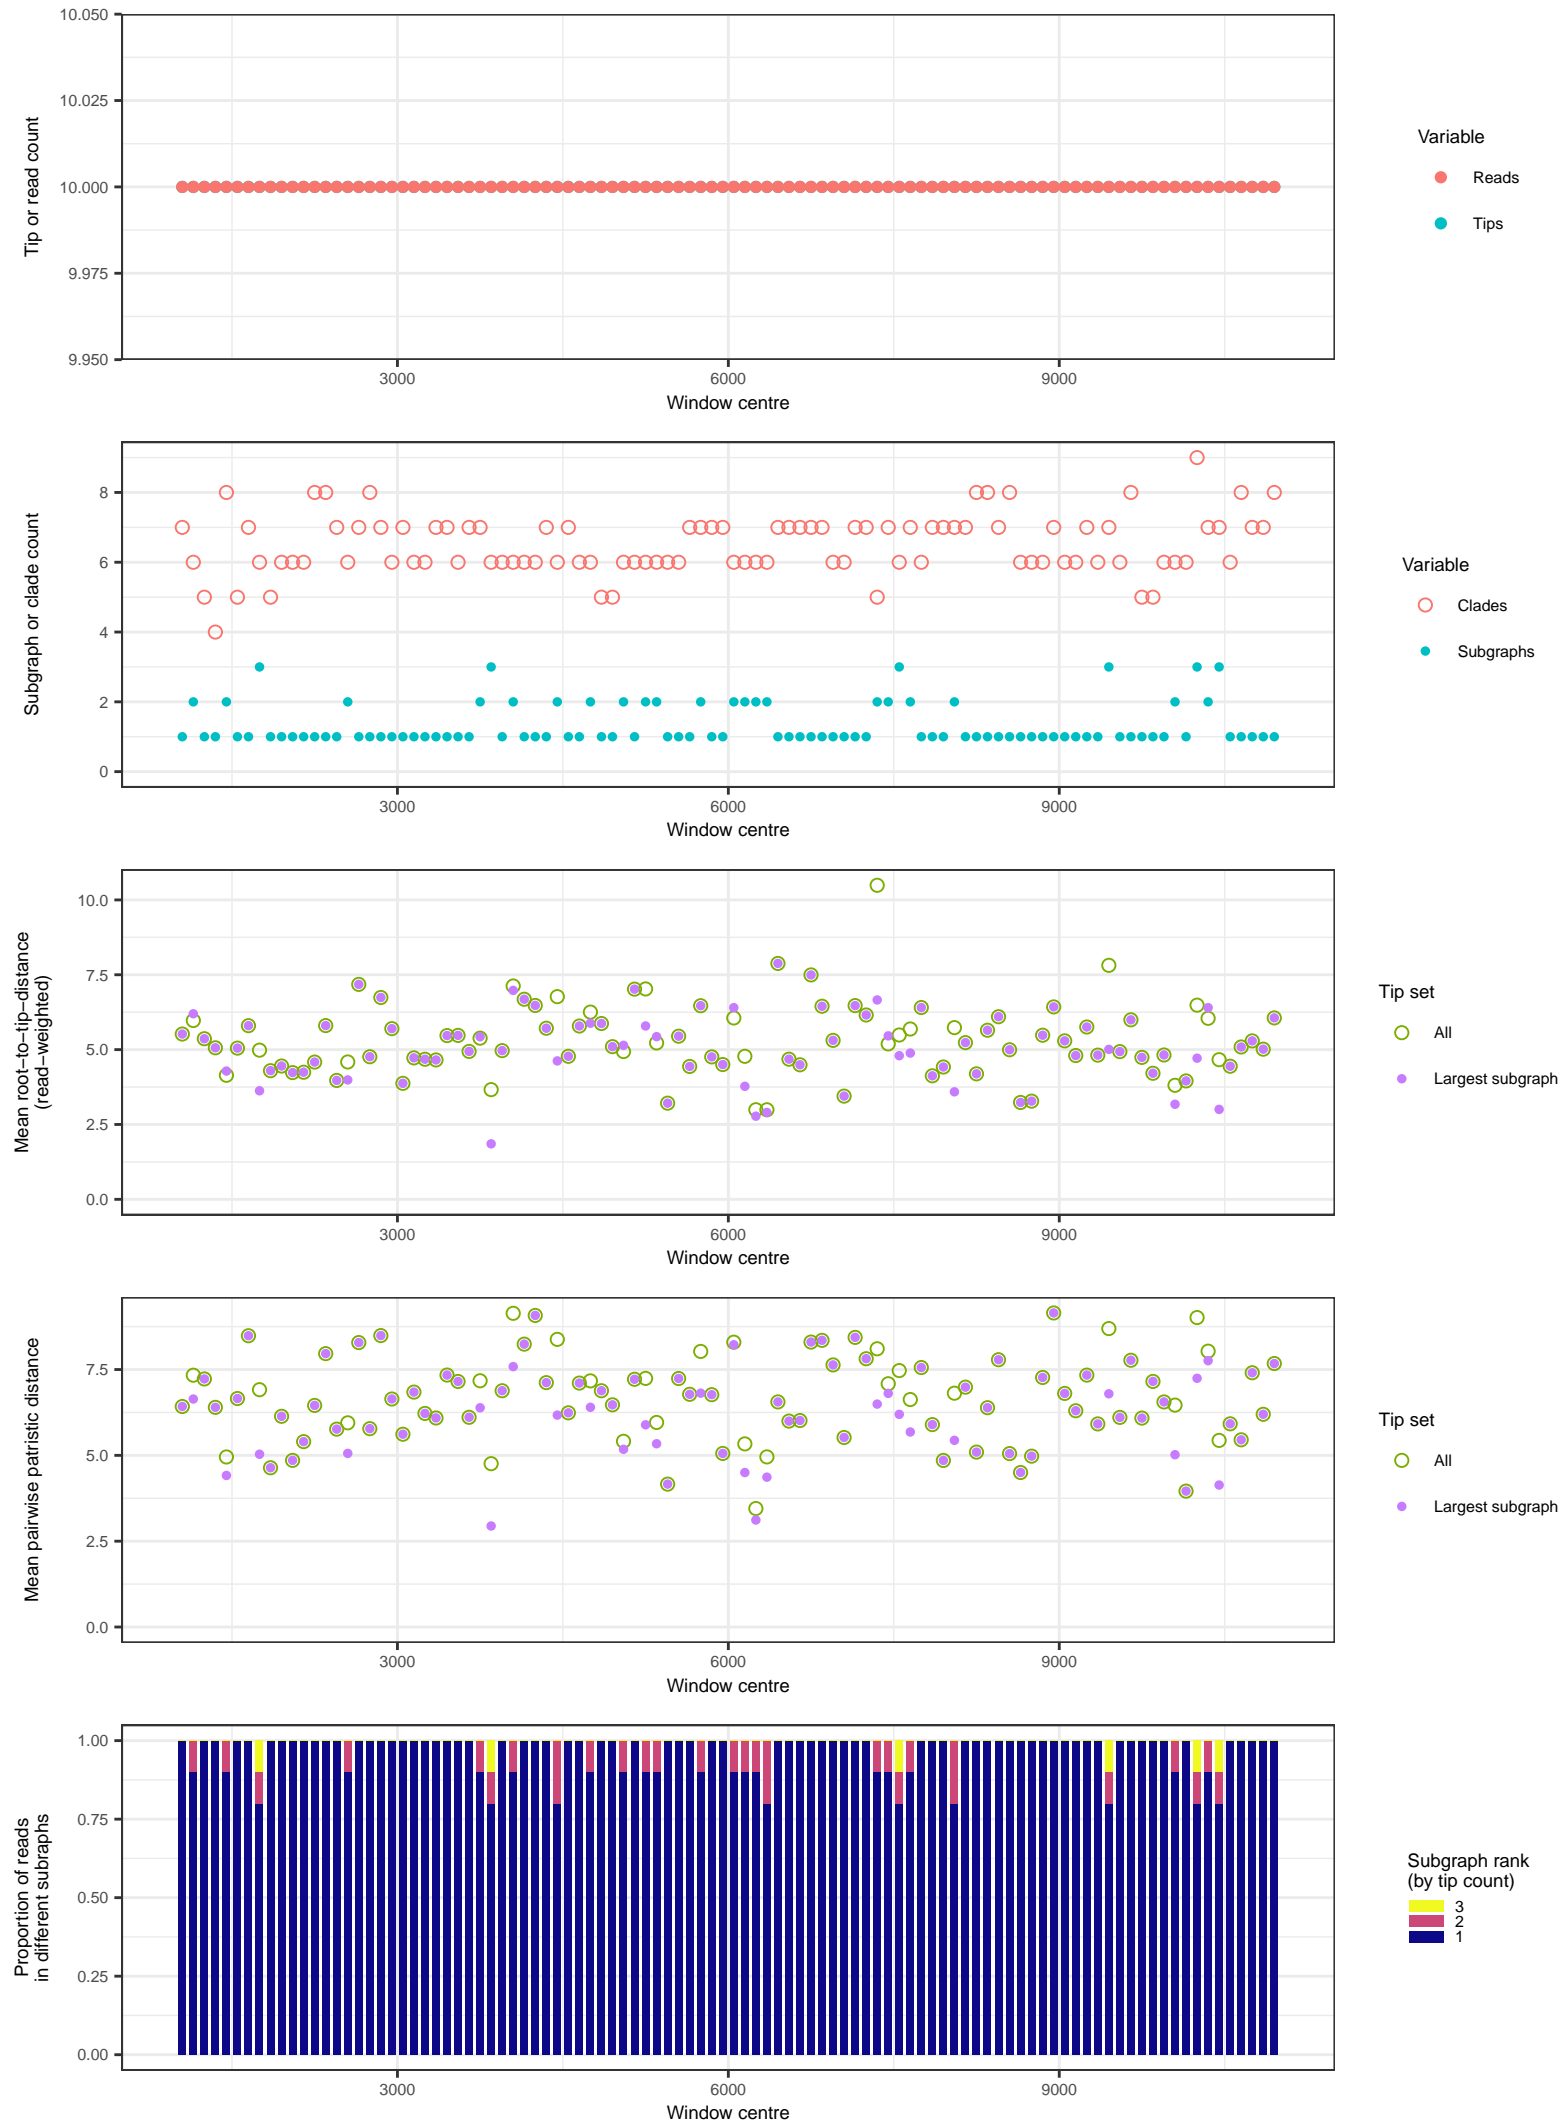 10.050
10.025
10.000
9.975
9.950
Tip or read count
3000 6000 9000
Window centre
Variable
Reads
Tips
8
6
4
2
0
Subgraph or clade count
3000 6000 9000
Window centre
Variable
Clades
Subgraphs
10.0
7.5
5.0
2.5
0.0
Mean root−to−tip−distance
(read−weighted)
3000 6000 9000
Window centre
Tip set
All
Largest subgraph
7.5
5.0
2.5
0.0
Mean pairwise patristic distance
3000 6000 9000
Window centre
Tip set
All
Largest subgraph
1.00
0.75
0.50
0.25
0.00
Proportion of reads
in different subraphs
3000 6000 9000
Window centre
Subgraph rank
(by tip count)
3
2
1